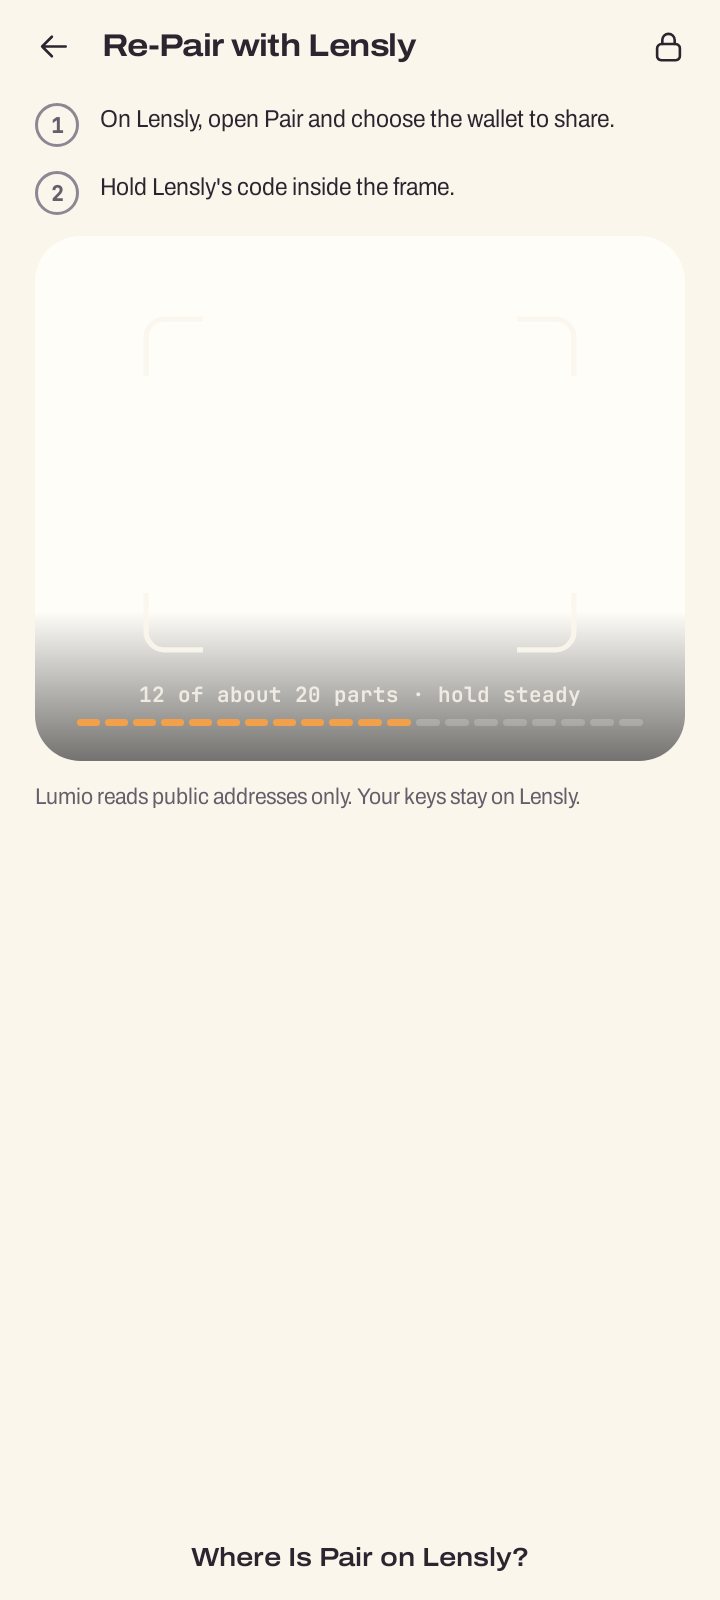 Re-Pair with Lensly
1 On Lensly, open Pair and choose the wallet to share.
2 Hold Lensly's code inside the frame.
12 of about 20 parts · hold steady
Lumio reads public addresses only. Your keys stay on Lensly.
Where Is Pair on Lensly?